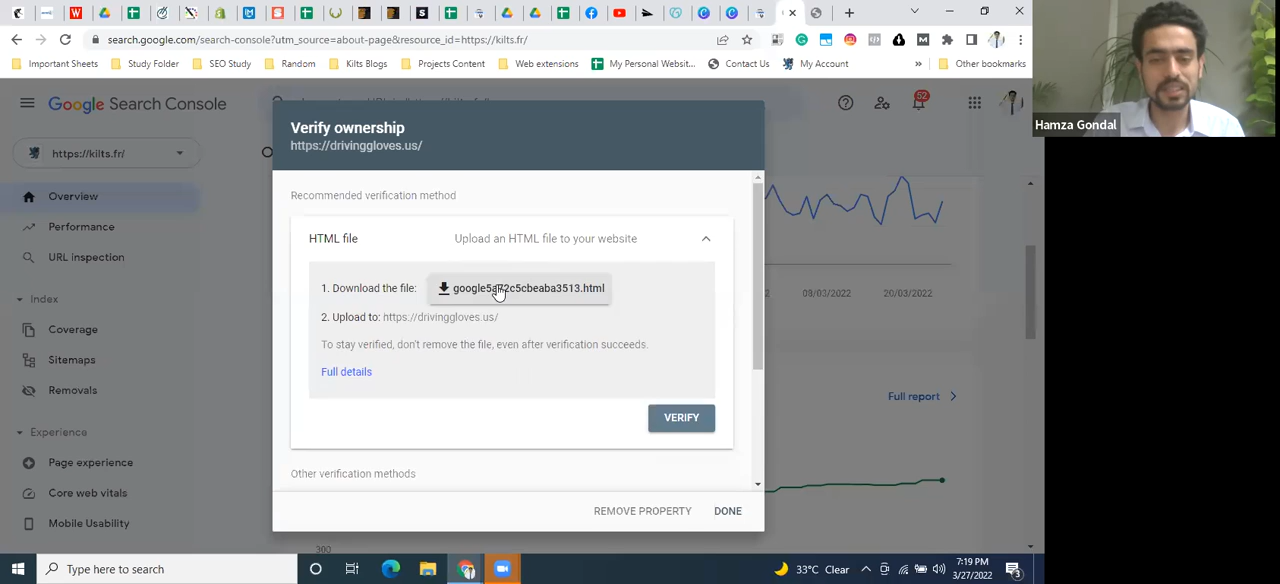 search.google.com/search-console?utm_source=about-page&resource_id=https://kilts.fr/
Important Sheets
Study Folder
SEO Study
Random
Kilts Blogs
Projects Content
Web extensions
My Personal Websit...
Contact Us
My Account
»
Other bookmarks
Google Search Console
52
https://kilts.fr/
Overview
Performance
URL inspection
Index
Coverage
Sitemaps
Removals
Experience
Page experience
Core web vitals
Mobile Usability
Verify ownership
https://drivinggloves.us/
Recommended verification method
HTML file
Upload an HTML file to your website
1. Download the file:
google5a72c5cbeaba3513.html
2. Upload to: https://drivinggloves.us/
To stay verified, don't remove the file, even after verification succeeds.
Full details
VERIFY
Other verification methods
REMOVE PROPERTY
DONE
08/03/2022
20/03/2022
Full report
300
Hamza Gondal
Type here to search
33°C Clear
7:19 PM
3/27/2022
3